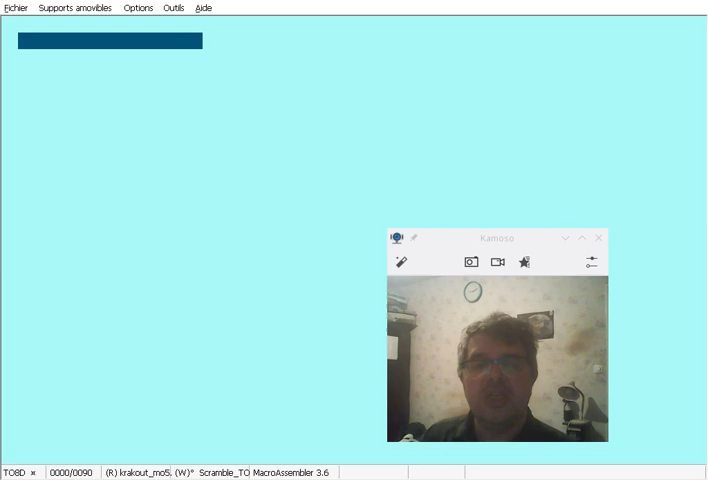 Fichier Supports amovibles Options Outils Aide
Kamoso
TO8D × 0000/0090 (R) krakout_mo5, (W)° Scramble_TO MacroAssembler 3.6